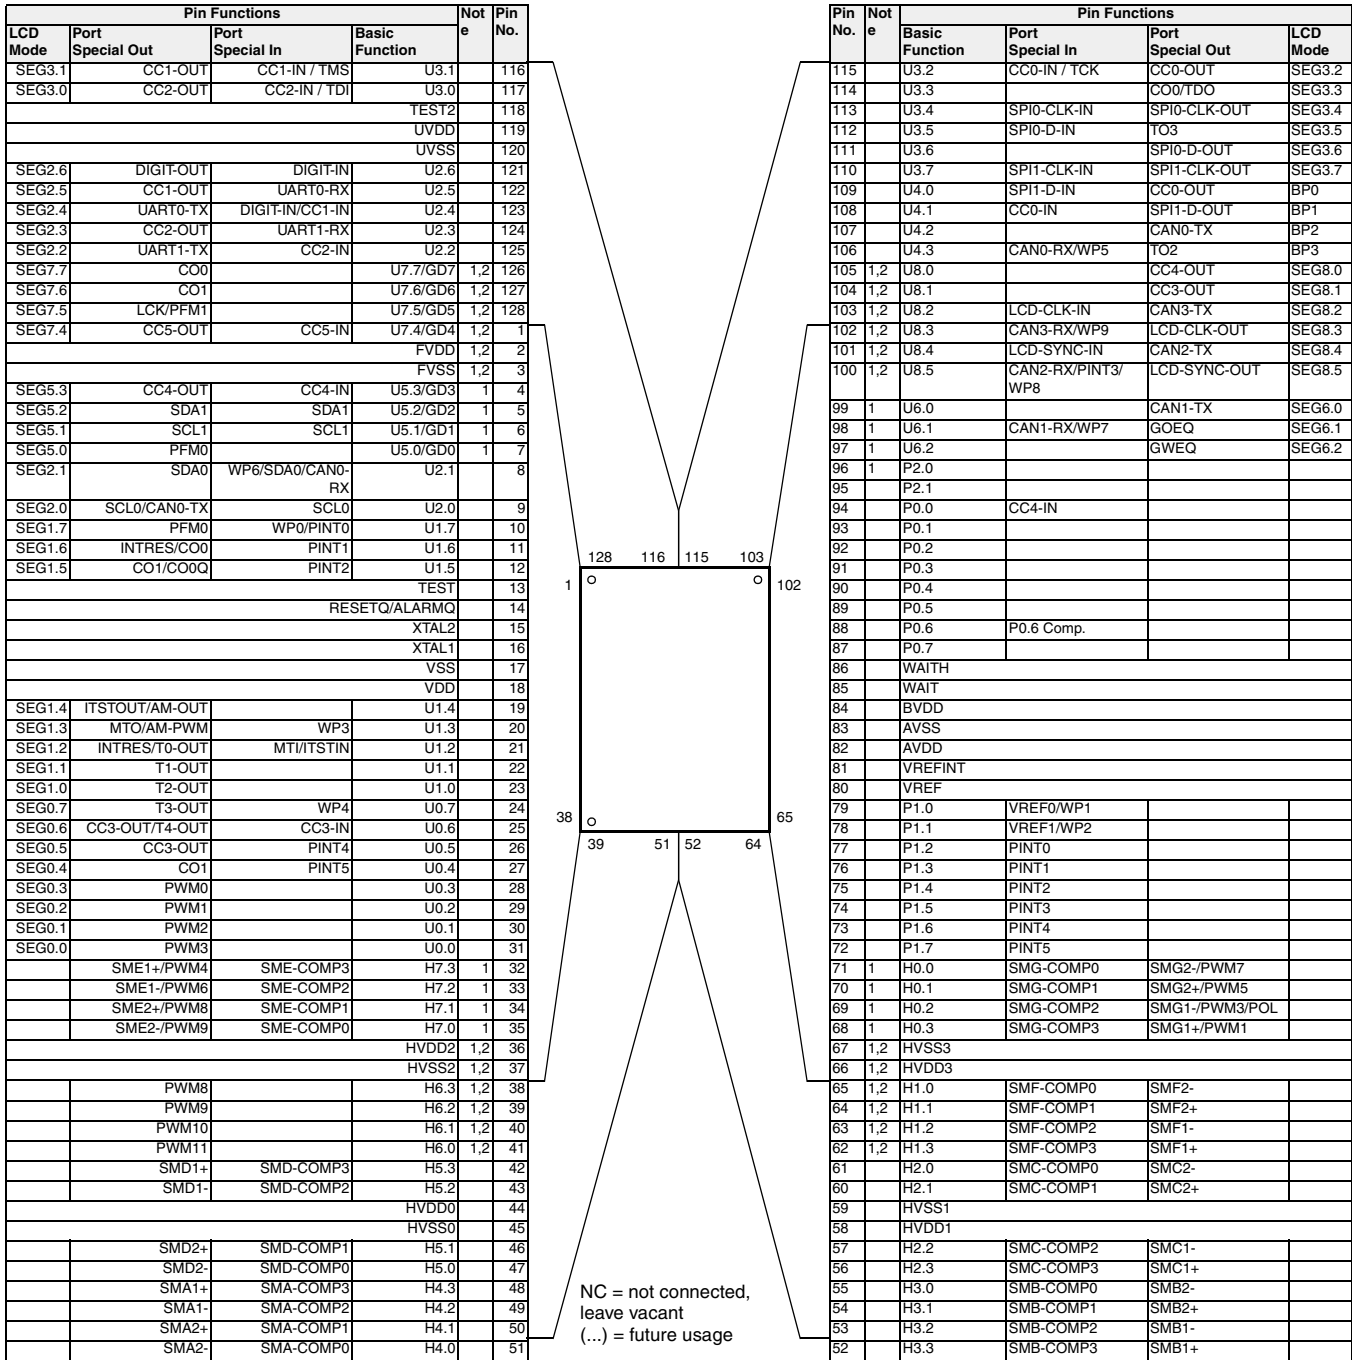 Pin Functions Not e Pin No.
LCD Mode Port Special Out Port Special In Basic Function
SEG3.1 CC1-OUT CC1-IN / TMS U3.1 116
SEG3.0 CC2-OUT CC2-IN / TDI U3.0 117
TEST2 118
UVDD 119
UVSS 120
SEG2.6 DIGIT-OUT DIGIT-IN U2.6 121
SEG2.5 CC1-OUT UART0-RX U2.5 122
SEG2.4 UART0-TX DIGIT-IN/CC1-IN U2.4 123
SEG2.3 CC2-OUT UART1-RX U2.3 124
SEG2.2 UART1-TX CC2-IN U2.2 125
SEG7.7 CO0 U7.7/GD7 1,2 126
SEG7.6 CO1 U7.6/GD6 1,2 127
SEG7.5 LCK/PFM1 U7.5/GD5 1,2 128
SEG7.4 CC5-OUT CC5-IN U7.4/GD4 1,2 1
FVDD 1,2 2
FVSS 1,2 3
SEG5.3 CC4-OUT CC4-IN U5.3/GD3 1 4
SEG5.2 SDA1 SDA1 U5.2/GD2 1 5
SEG5.1 SCL1 SCL1 U5.1/GD1 1 6
SEG5.0 PFM0 U5.0/GD0 1 7
SEG2.1 SDA0 WP6/SDA0/CAN0-RX U2.1 8
SEG2.0 SCL0/CAN0-TX SCL0 U2.0 9
SEG1.7 PFM0 WP0/PINT0 U1.7 10
SEG1.6 INTRES/CO0 PINT1 U1.6 11
SEG1.5 CO1/CO0Q PINT2 U1.5 12
TEST 13
RESETQ/ALARMQ 14
XTAL2 15
XTAL1 16
VSS 17
VDD 18
SEG1.4 ITSTOUT/AM-OUT U1.4 19
SEG1.3 MTO/AM-PWM WP3 U1.3 20
SEG1.2 INTRES/T0-OUT MTI/ITSTIN U1.2 21
SEG1.1 T1-OUT U1.1 22
SEG1.0 T2-OUT U1.0 23
SEG0.7 T3-OUT WP4 U0.7 24
SEG0.6 CC3-OUT/T4-OUT CC3-IN U0.6 25
SEG0.5 CC3-OUT PINT4 U0.5 26
SEG0.4 CO1 PINT5 U0.4 27
SEG0.3 PWM0 U0.3 28
SEG0.2 PWM1 U0.2 29
SEG0.1 PWM2 U0.1 30
SEG0.0 PWM3 U0.0 31
SME1+/PWM4 SME-COMP3 H7.3 1 32
SME1-/PWM6 SME-COMP2 H7.2 1 33
SME2+/PWM8 SME-COMP1 H7.1 1 34
SME2-/PWM9 SME-COMP0 H7.0 1 35
HVDD2 1,2 36
HVSS2 1,2 37
PWM8 H6.3 1,2 38
PWM9 H6.2 1,2 39
PWM10 H6.1 1,2 40
PWM11 H6.0 1,2 41
SMD1+ SMD-COMP3 H5.3 42
SMD1- SMD-COMP2 H5.2 43
HVDD0 44
HVSS0 45
SMD2+ SMD-COMP1 H5.1 46
SMD2- SMD-COMP0 H5.0 47
SMA1+ SMA-COMP3 H4.3 48
SMA1- SMA-COMP2 H4.2 49
SMA2+ SMA-COMP1 H4.1 50
SMA2- SMA-COMP0 H4.0 51
128 116 115 103
1 102
38 65
39 51 52 64
NC = not connected,
leave vacant
(...) = future usage
Pin No. Not e Pin Functions
Basic Function Port Special In Port Special Out LCD Mode
115 U3.2 CC0-IN / TCK CC0-OUT SEG3.2
114 U3.3 CO0/TDO SEG3.3
113 U3.4 SPI0-CLK-IN SPI0-CLK-OUT SEG3.4
112 U3.5 SPI0-D-IN TO3 SEG3.5
111 U3.6 SPI0-D-OUT SEG3.6
110 U3.7 SPI1-CLK-IN SPI1-CLK-OUT SEG3.7
109 U4.0 SPI1-D-IN CC0-OUT BP0
108 U4.1 CC0-IN SPI1-D-OUT BP1
107 U4.2 CAN0-TX BP2
106 U4.3 CAN0-RX/WP5 TO2 BP3
105 1,2 U8.0 CC4-OUT SEG8.0
104 1,2 U8.1 CC3-OUT SEG8.1
103 1,2 U8.2 LCD-CLK-IN CAN3-TX SEG8.2
102 1,2 U8.3 CAN3-RX/WP9 LCD-CLK-OUT SEG8.3
101 1,2 U8.4 LCD-SYNC-IN CAN2-TX SEG8.4
100 1,2 U8.5 CAN2-RX/PINT3/WP8 LCD-SYNC-OUT SEG8.5
99 1 U6.0 CAN1-TX SEG6.0
98 1 U6.1 CAN1-RX/WP7 GOEQ SEG6.1
97 1 U6.2 GWEQ SEG6.2
96 1 P2.0
95 P2.1
94 P0.0 CC4-IN
93 P0.1
92 P0.2
91 P0.3
90 P0.4
89 P0.5
88 P0.6 P0.6 Comp.
87 P0.7
86 WAITH
85 WAIT
84 BVDD
83 AVSS
82 AVDD
81 VREFINT
80 VREF
79 P1.0 VREF0/WP1
78 P1.1 VREF1/WP2
77 P1.2 PINT0
76 P1.3 PINT1
75 P1.4 PINT2
74 P1.5 PINT3
73 P1.6 PINT4
72 P1.7 PINT5
71 1 H0.0 SMG-COMP0 SMG2-/PWM7
70 1 H0.1 SMG-COMP1 SMG2+/PWM5
69 1 H0.2 SMG-COMP2 SMG1-/PWM3/POL
68 1 H0.3 SMG-COMP3 SMG1+/PWM1
67 1,2 HVSS3
66 1,2 HVDD3
65 1,2 H1.0 SMF-COMP0 SMF2-
64 1,2 H1.1 SMF-COMP1 SMF2+
63 1,2 H1.2 SMF-COMP2 SMF1-
62 1,2 H1.3 SMF-COMP3 SMF1+
61 H2.0 SMC-COMP0 SMC2-
60 H2.1 SMC-COMP1 SMC2+
59 HVSS1
58 HVDD1
57 H2.2 SMC-COMP2 SMC1-
56 H2.3 SMC-COMP3 SMC1+
55 H3.0 SMB-COMP0 SMB2-
54 H3.1 SMB-COMP1 SMB2+
53 H3.2 SMB-COMP2 SMB1-
52 H3.3 SMB-COMP3 SMB1+